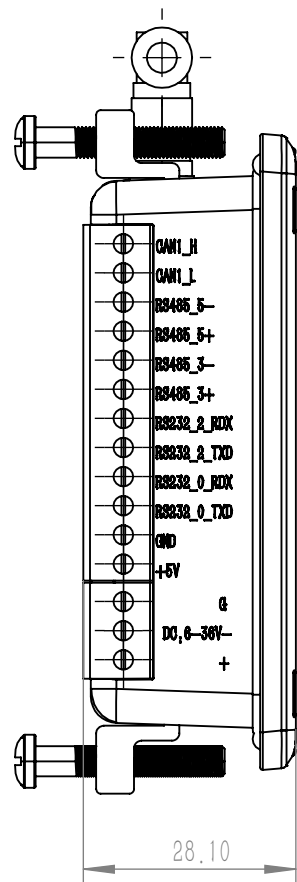 CAN1_H
CAN1_L
RS485_5-
RS485_5+
RS485_3-
RS485_3+
RS232_2_RDX
RS232_2_TXD
RS232_0_RDX
RS232_0_TXD
GND
+5V
G
DC,6-36V-
+
28.10